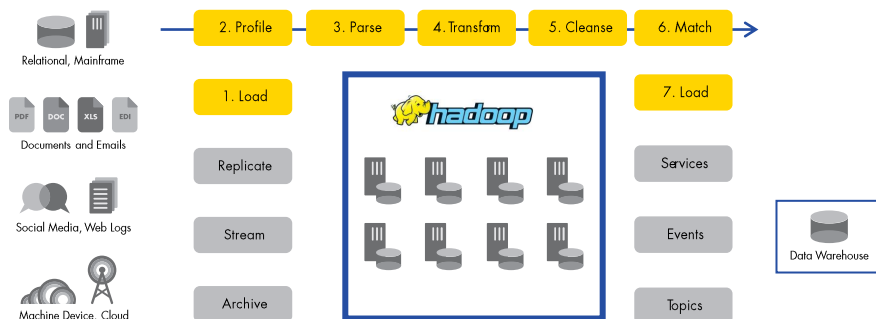 2. Profile
3. Parse
4. Transform
5. Cleanse
6. Match
Relational, Mainframe
1. Load
7. Load
hadoop
PDF
DOC
XLS
EDI
Documents and Emails
Replicate
Services
Social Media, Web Logs
Stream
Events
Data Warehouse
Archive
Topics
Machine Device, Cloud